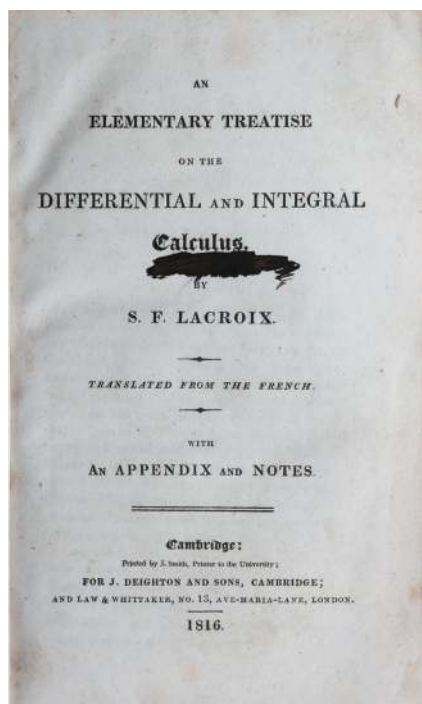 AN
ELEMENTARY TREATISE
ON THE
DIFFERENTIAL AND INTEGRAL
Calculus,
BY
S. F. LACROIX.
TRANSLATED FROM THE FRENCH.
WITH
AN APPENDIX AND NOTES.
Cambridge:
Printed by J. Smith, Printer to the University;
FOR J. DEIGHTON AND SONS, CAMBRIDGE;
AND LAW & WHITTAKER, NO. 13, AVE-MARIA-LANE, LONDON.
1816.